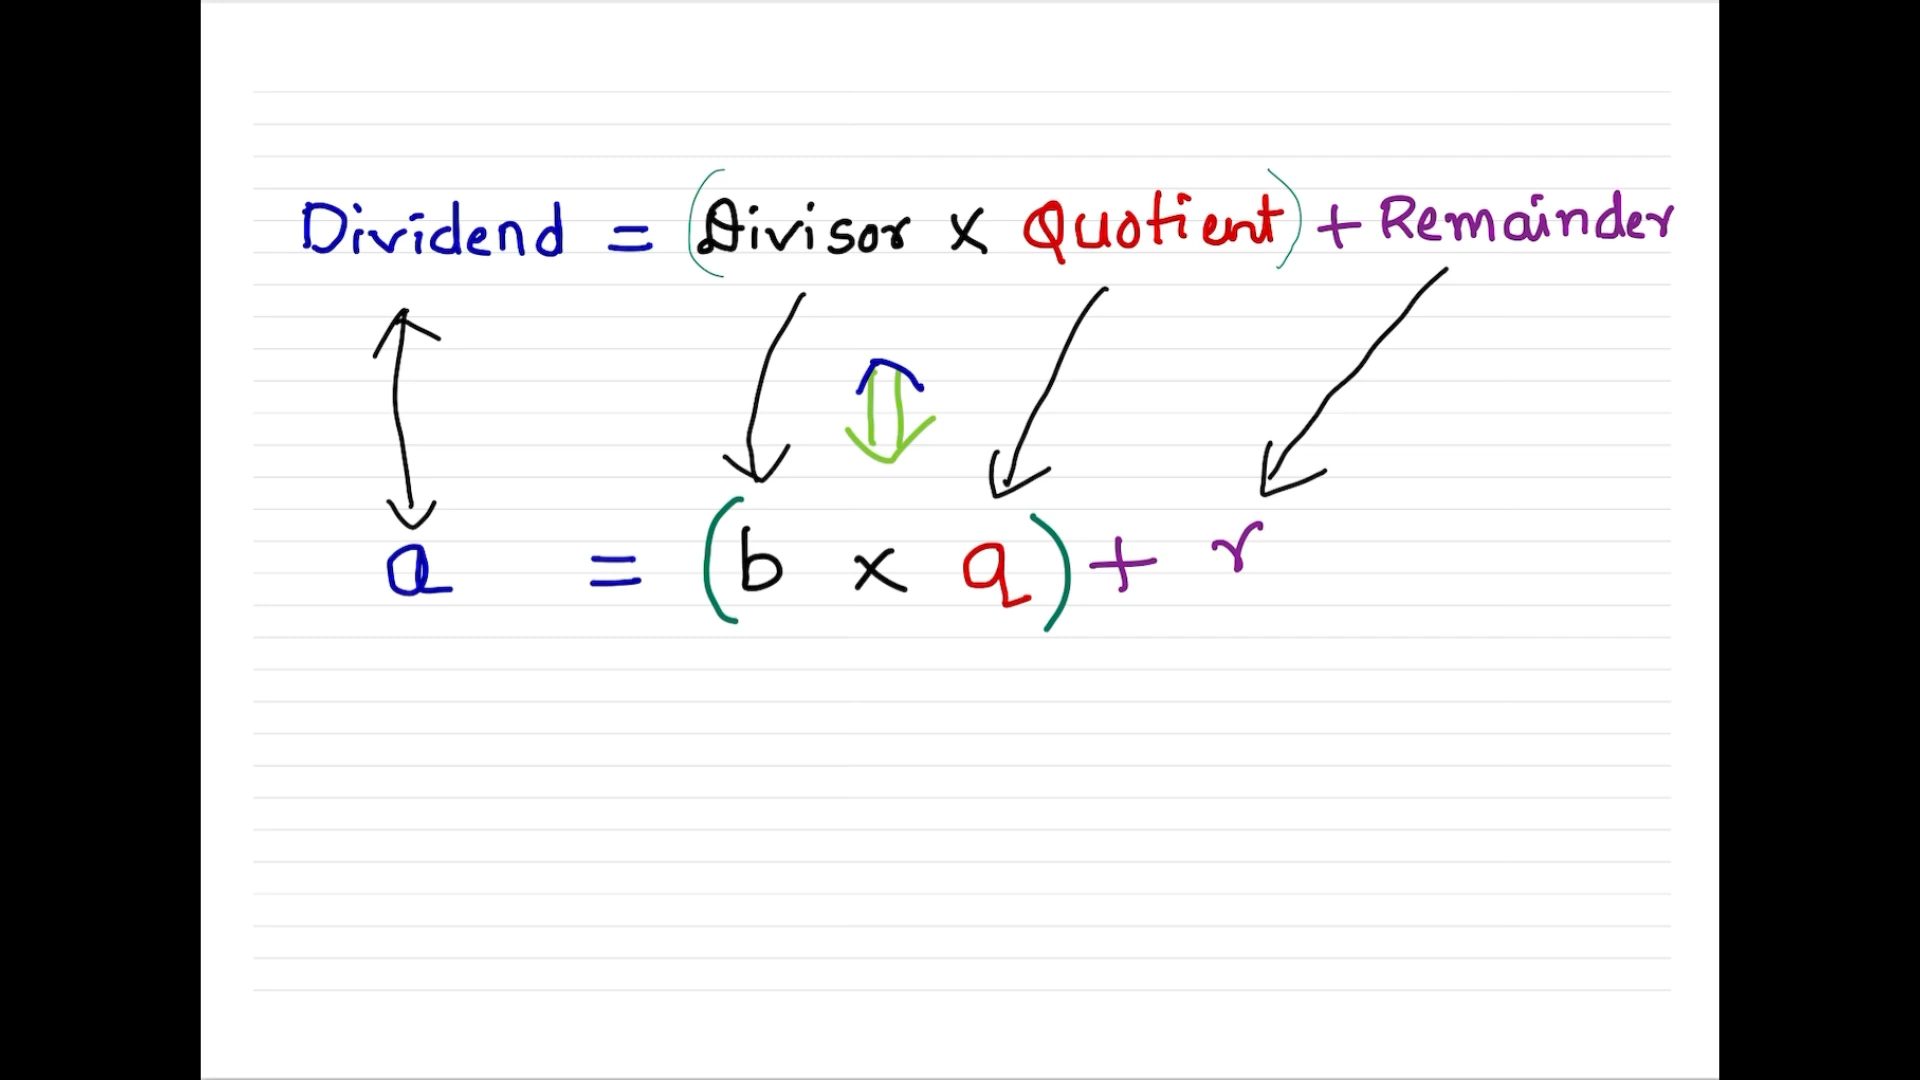 Dividend = (Divisor x Quotient) + Remainder
a = (b x q) + r